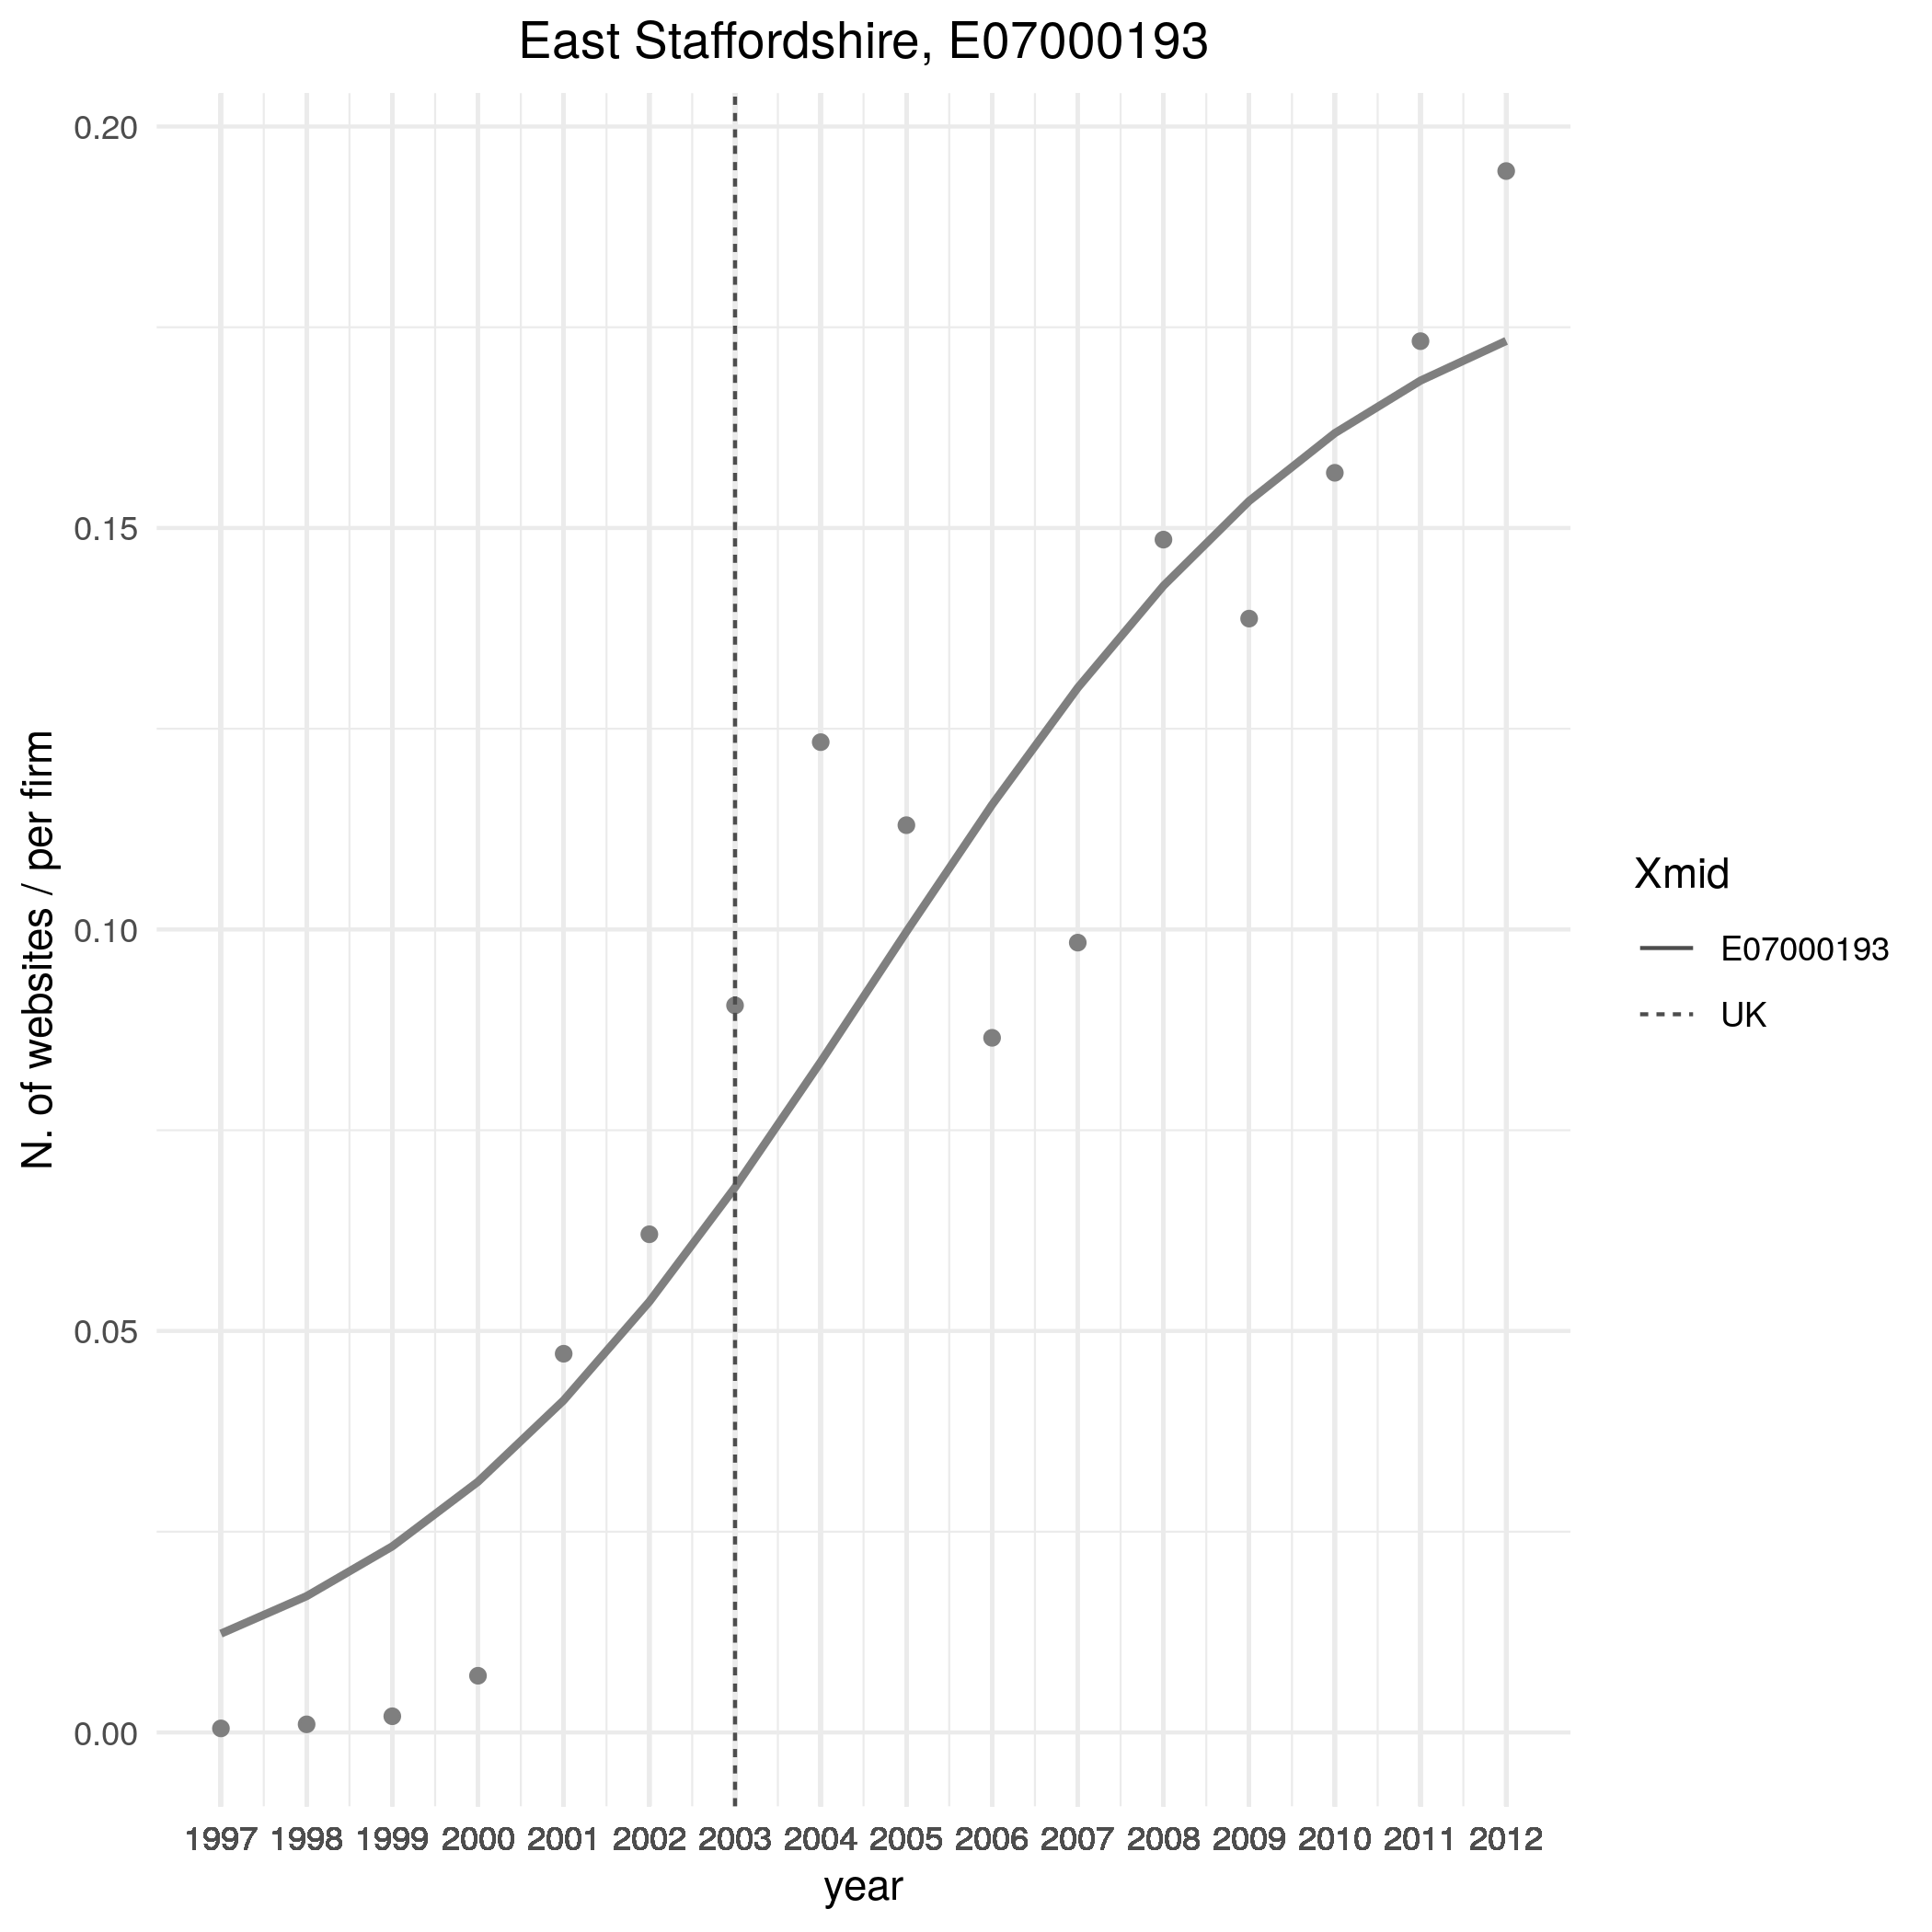 East Staffordshire, E07000193
N. of websites / per firm
0.20
0.15
0.10
0.05
0.00
1997 1998 1999 2000 2001 2002 2003 2004 2005 2006 2007 2008 2009 2010 2011 2012
year
Xmid
E07000193
UK